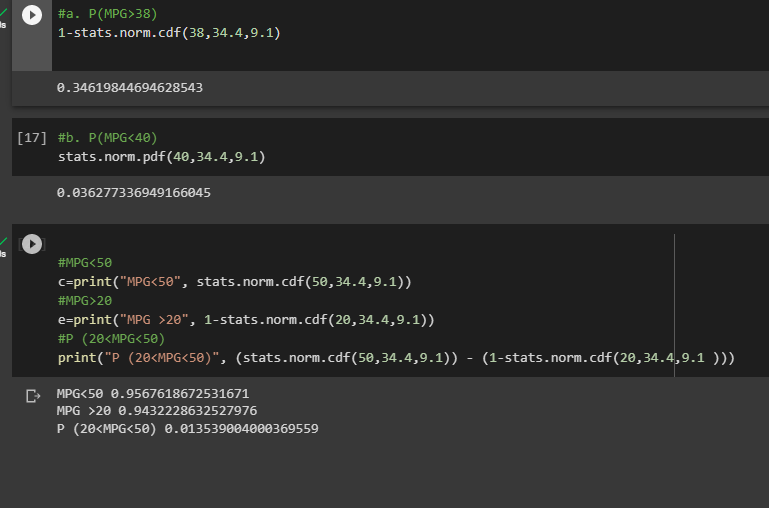 #a. P(MPG>38)
1-stats.norm.cdf(38,34.4,9.1)
0.34619844694628543
[17] #b. P(MPG<40)
stats.norm.pdf(40,34.4,9.1)
0.036277336949166045
#MPG<50
c=print("MPG<50", stats.norm.cdf(50,34.4,9.1))
#MPG>20
e=print("MPG >20", 1-stats.norm.cdf(20,34.4,9.1))
#P (20<MPG<50)
print("P (20<MPG<50)", (stats.norm.cdf(50,34.4,9.1)) - (1-stats.norm.cdf(20,34.4,9.1 )))
MPG<50 0.9567618672531671
MPG >20 0.9432228632527976
P (20<MPG<50) 0.013539004000369559